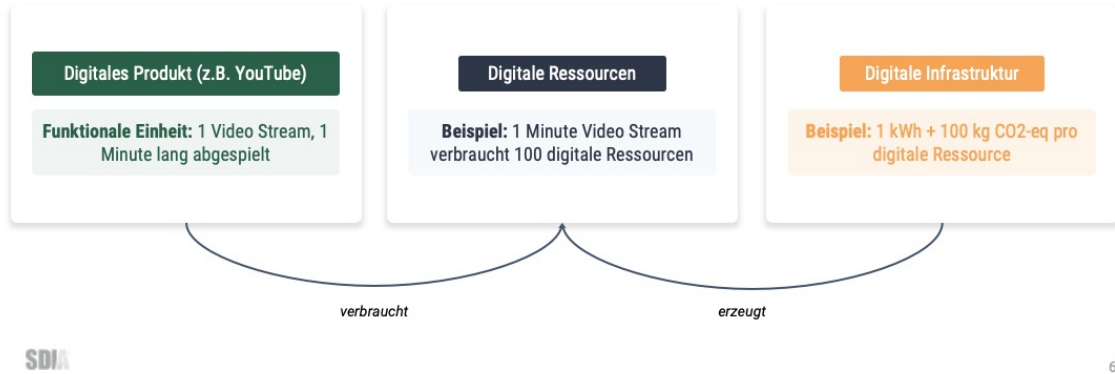 Digitales Produkt (z.B. YouTube)
Funktionale Einheit: 1 Video Stream, 1
Minute lang abgespielt
Digitale Ressourcen
Beispiel: 1 Minute Video Stream
verbraucht 100 digitale Ressourcen
Digitale Infrastruktur
Beispiel: 1 kWh + 100 kg CO2-eq pro
digitale Ressource
verbraucht
erzeugt
SDIA
6